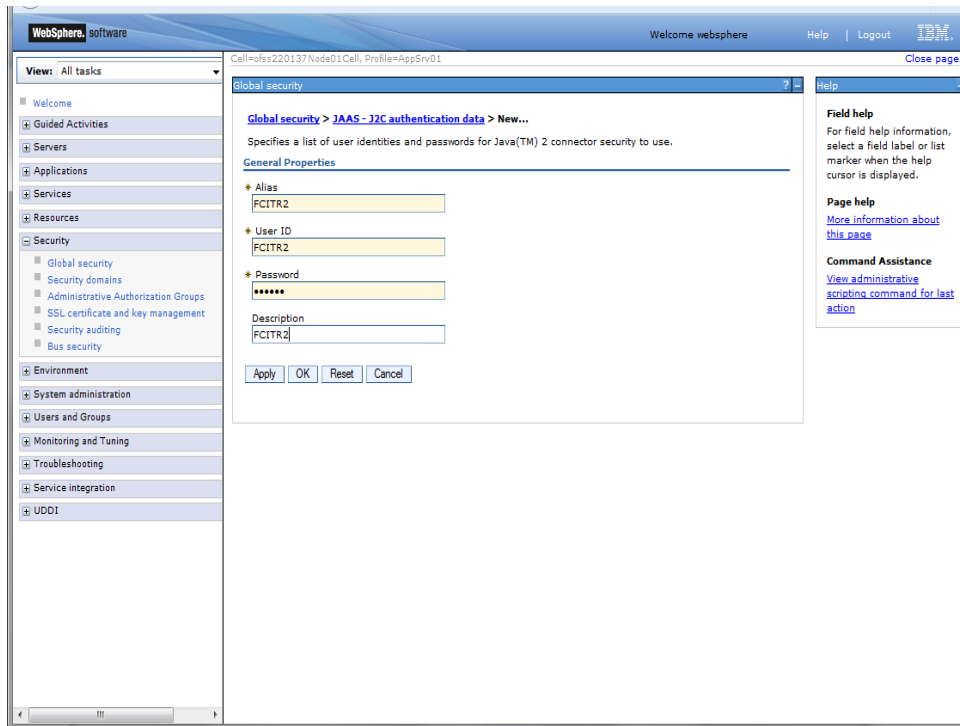 WebSphere. software
Welcome websphere
Help | Logout
IBM.
View: All tasks
Cell=ofss220137Node01Cell, Profile=AppSrv01
Close page
Welcome
Guided Activities
Servers
Applications
Services
Resources
Security
Global security
Security domains
Administrative Authorization Groups
SSL certificate and key management
Security auditing
Bus security
Environment
System administration
Users and Groups
Monitoring and Tuning
Troubleshooting
Service integration
UDDI
Global security ? -
Global security > JAAS - J2C authentication data > New...
Specifies a list of user identities and passwords for Java(TM) 2 connector security to use.
General Properties
* Alias
FCITR2
* User ID
FCITR2
* Password
••••••
Description
FCITR2
Apply OK Reset Cancel
Help
Field help
For field help information,
select a field label or list
marker when the help
cursor is displayed.
Page help
More information about
this page
Command Assistance
View administrative
scripting command for last
action